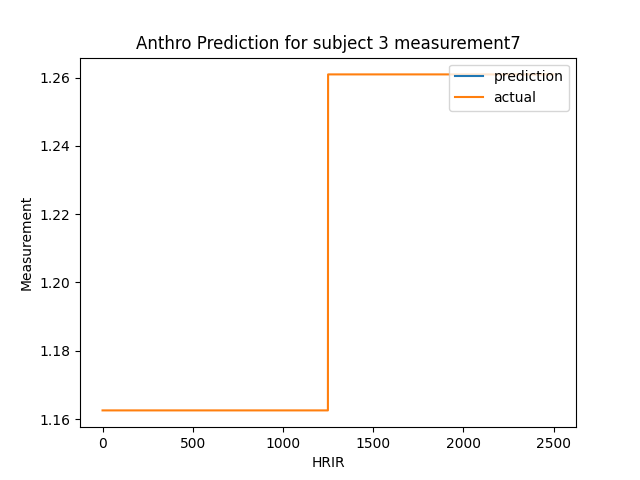 Anthro Prediction for subject 3 measurement7
1.26
1.24
1.22
1.20
1.18
1.16
Measurement
prediction
actual
0
500
1000
1500
2000
2500
HRIR